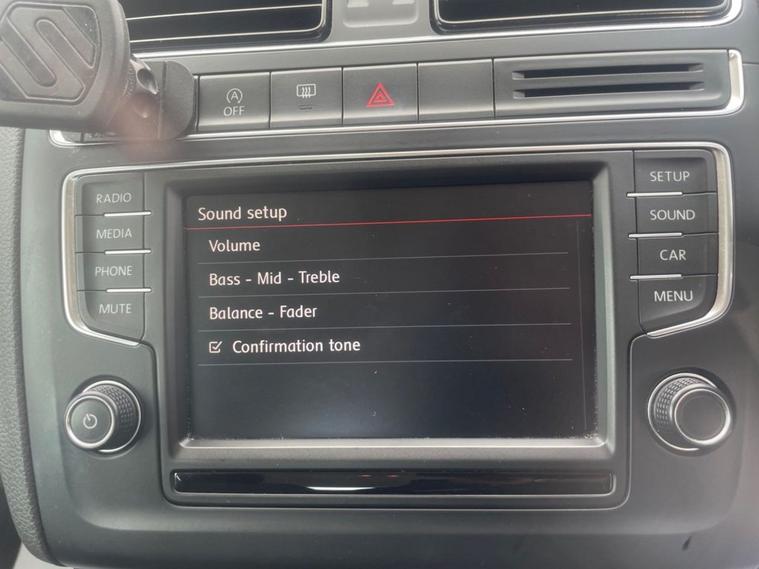 A
OFF
RADIO
MEDIA
PHONE
MUTE
Sound setup
Volume
Bass - Mid - Treble
Balance - Fader
Confirmation tone
SETUP
SOUND
CAR
MENU